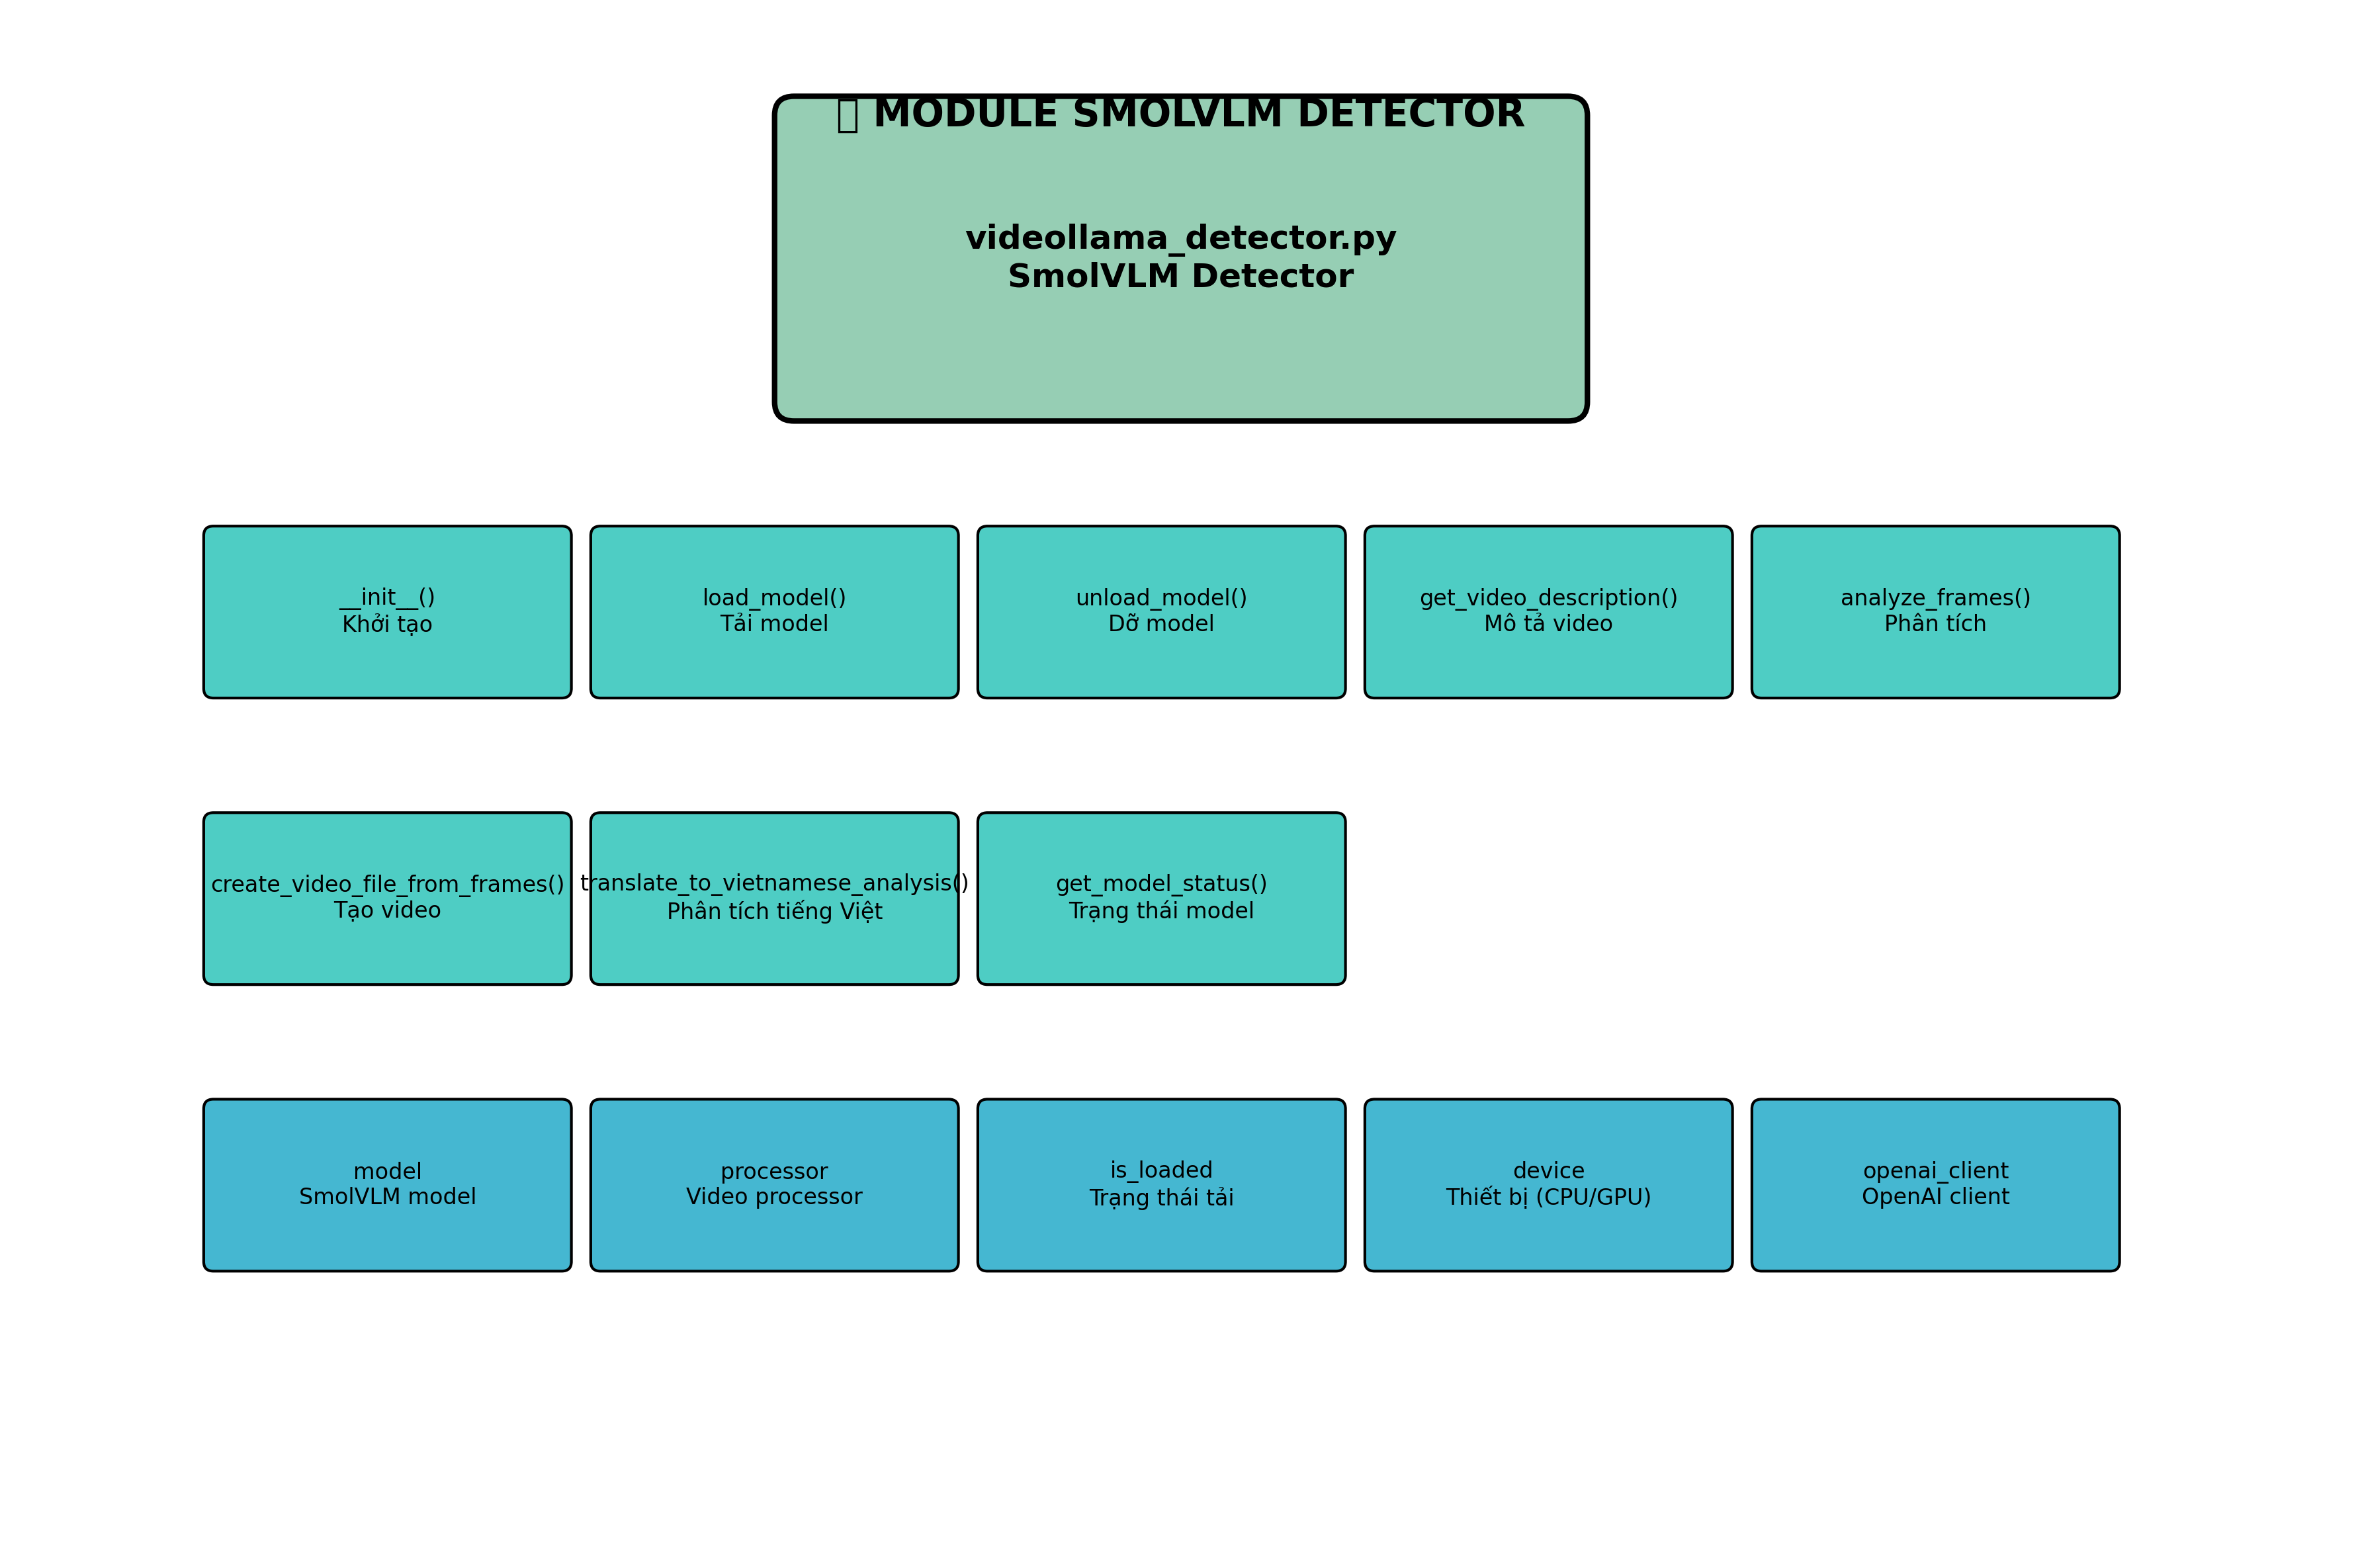 MODULE SMOLVLM DETECTOR
videollama_detector.py
SmolVLM Detector
__init__()
Khởi tạo
load_model()
Tải model
unload_model()
Dỡ model
get_video_description()
Mô tả video
analyze_frames()
Phân tích
create_video_file_from_frames()
Tạo video
translate_to_vietnamese_analysis()
Phân tích tiếng Việt
get_model_status()
Trạng thái model
model
SmolVLM model
processor
Video processor
is_loaded
Trạng thái tải
device
Thiết bị (CPU/GPU)
openai_client
OpenAI client